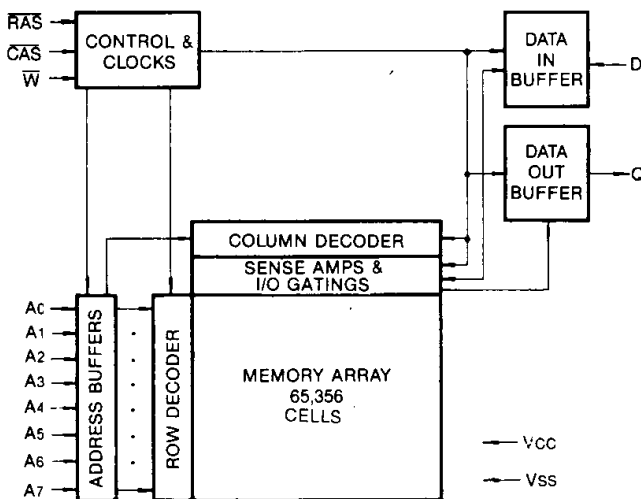 RAS
CAS
W
CONTROL &
CLOCKS
DATA
IN
BUFFER
D
DATA
OUT
BUFFER
Q
COLUMN DECODER
SENSE AMPS &
I/O GATINGS
A0
A1
A2
A3
A4
A5
A6
A7
ADDRESS BUFFERS
ROW DECODER
MEMORY ARRAY
65,356
CELLS
VCC
VSS